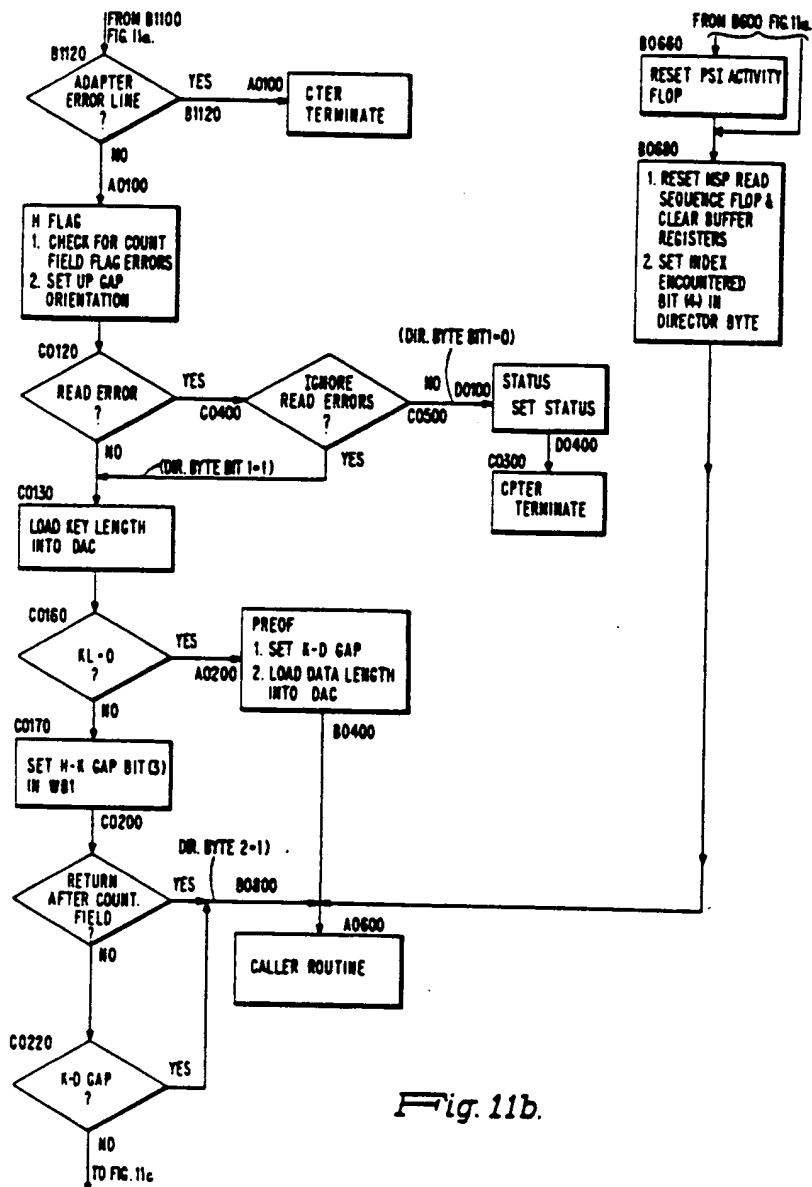 FROM B1100
FIG. 11a.
B1120
ADAPTER
ERROR LINE
?
YES
B1120
A0100
CTER
TERMINATE
NO
A0100
H FLAG
1. CHECK FOR COUNT
FIELD FLAG ERRORS
2. SET UP GAP
ORIENTATION
C0120
READ ERROR
?
YES
C0400
IGNORE
READ ERRORS
?
(DIR. BYTE BIT1=0)
NO
C0500
D0100
STATUS
SET STATUS
D0400
C0300
CPTER
TERMINATE
NO
YES
(DIR. BYTE BIT 1=1)
C0130
LOAD KEY LENGTH
INTO DAC
C0160
KL=0
?
YES
A0200
PREOF
1. SET K-D GAP
2. LOAD DATA LENGTH
INTO DAC
B0400
NO
C0170
SET H-K GAP BIT(3)
IN WB1
C0200
RETURN
AFTER COUNT.
FIELD
?
YES
DIR. BYTE 2=1)
B0800
A0600
CALLER ROUTINE
NO
C0220
K-D GAP
?
YES
NO
TO FIG. 11c
FROM B600 FIG. 11a.
B0660
RESET PSI ACTIVITY
FLOP
B0680
1. RESET MSP READ
SEQUENCE FLOP &
CLEAR BUFFER
REGISTERS
2. SET INDEX
ENCOUNTERED
BIT (4) IN
DIRECTOR BYTE
Fig. 11b.